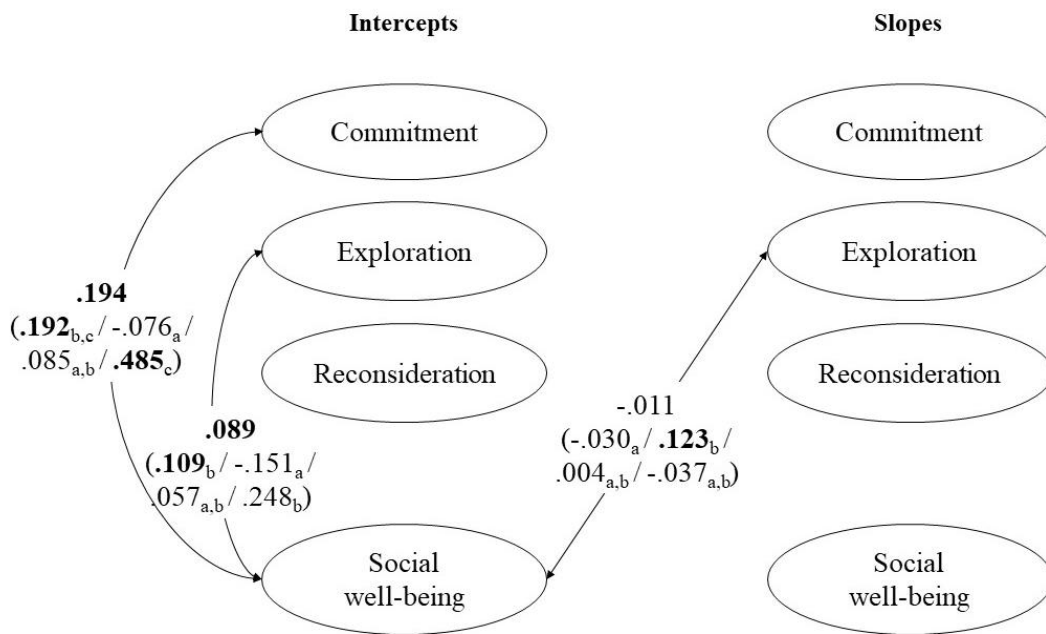 Intercepts
Slopes
Commitment
Commitment
Exploration
Exploration
.194
(.192b,c / -.076a /
.085a,b / .485c)
Reconsideration
Reconsideration
.089
(.109b / -.151a /
.057a,b / .248b)
-.011
(-.030a / .123b /
.004a,b / -.037a,b)
Social
well-being
Social
well-being